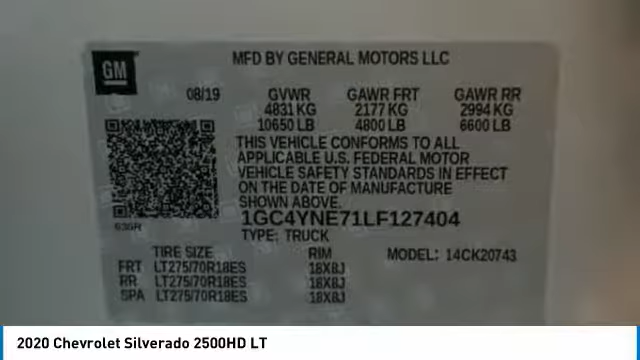 GM
MFD BY GENERAL MOTORS LLC
08/19 GVWR GAWR FRT GAWR RR
4831 KG 2177 KG 2994 KG
10650 LB 4800 LB 6600 LB
THIS VEHICLE CONFORMS TO ALL
APPLICABLE U.S. FEDERAL MOTOR
VEHICLE SAFETY STANDARDS IN EFFECT
ON THE DATE OF MANUFACTURE
SHOWN ABOVE.
1GC4YNE71LF127404
TYPE: TRUCK
TIRE SIZE RIM MODEL: 14CK20743
FRT LT275/70R18ES 18X8J
RR LT275/70R18ES 18X8J
SPA LT275/70R18ES 18X8J
2020 Chevrolet Silverado 2500HD LT